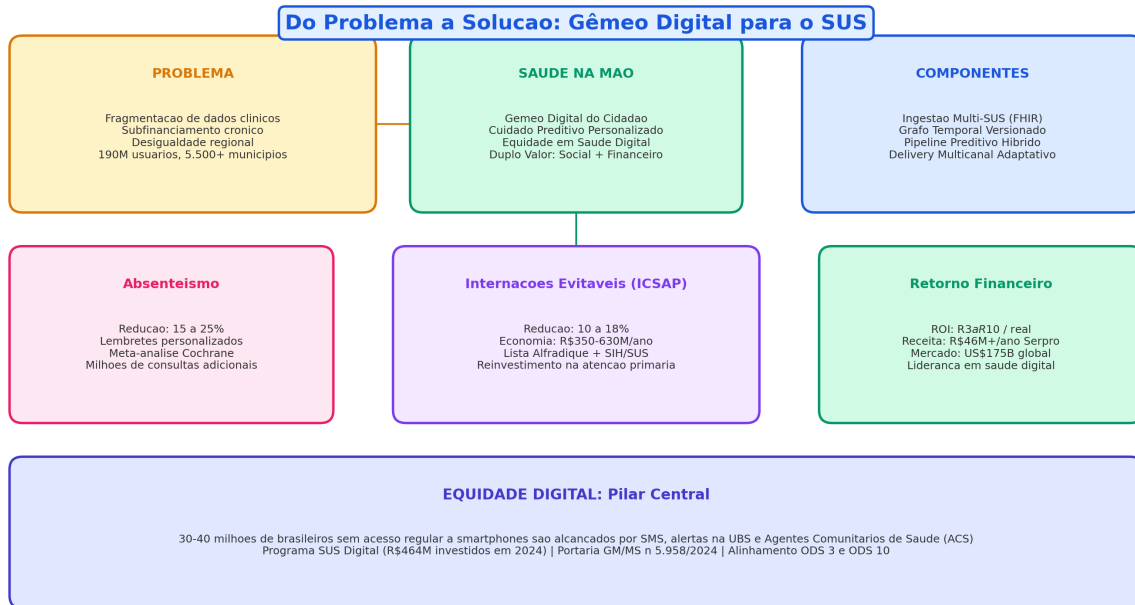 Do Problema a Solucao: Gêmeo Digital para o SUS
PROBLEMA
Fragmentacao de dados clinicos
Subfinanciamento cronico
Desigualdade regional
190M usuarios, 5.500+ municipios
SAUDE NA MAO
Gemeo Digital do Cidadao
Cuidado Preditivo Personalizado
Equidade em Saude Digital
Duplo Valor: Social + Financeiro
COMPONENTES
Ingestao Multi-SUS (FHIR)
Grafo Temporal Versionado
Pipeline Preditivo Hibrido
Delivery Multicanal Adaptativo
Absenteismo
Reducao: 15 a 25%
Lembretes personalizados
Meta-analise Cochrane
Milhoes de consultas adicionais
Internacoes Evitaveis (ICSAP)
Reducao: 10 a 18%
Economia: R$350-630M/ano
Lista Alfradique + SIH/SUS
Reinvestimento na atencao primaria
Retorno Financeiro
ROI: R3aR10 / real
Receita: R$46M+/ano Serpro
Mercado: US$175B global
Lideranca em saude digital
EQUIDADE DIGITAL: Pilar Central
30-40 milhoes de brasileiros sem acesso regular a smartphones sao alcancados por SMS, alertas na UBS e Agentes Comunitarios de Saude (ACS)
Programa SUS Digital (R$464M investidos em 2024) | Portaria GM/MS n 5.958/2024 | Alinhamento ODS 3 e ODS 10